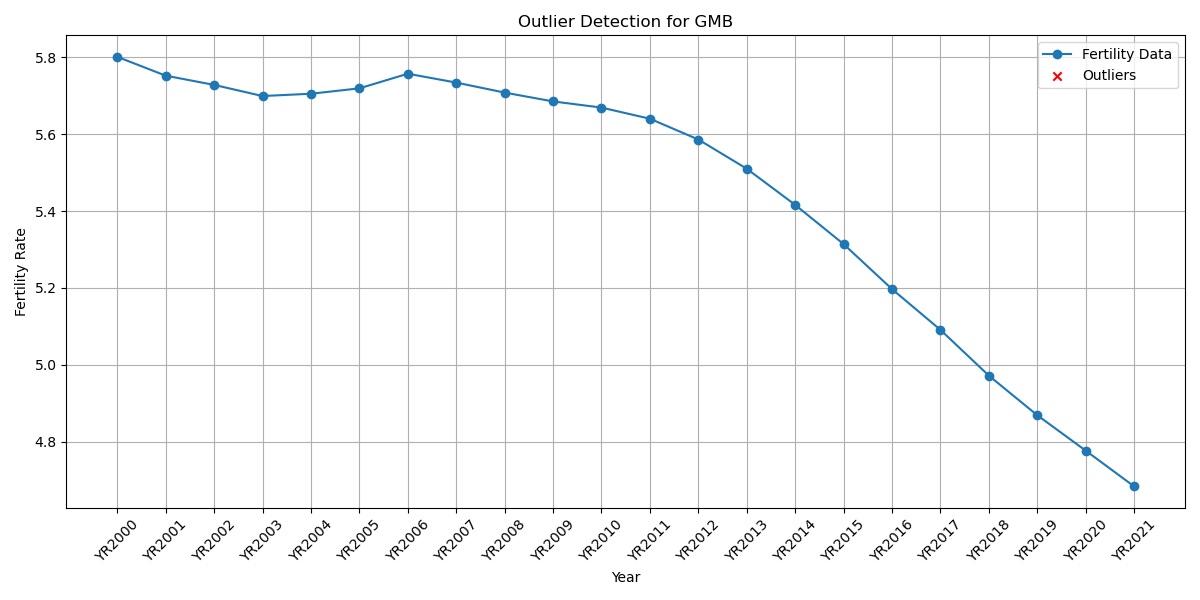 Outlier Detection for GMB
Fertility Data
Outliers
Fertility Rate
5.8
5.6
5.4
5.2
5.0
4.8
YR2000
YR2001
YR2002
YR2003
YR2004
YR2005
YR2006
YR2007
YR2008
YR2009
YR2010
YR2011
YR2012
YR2013
YR2014
YR2015
YR2016
YR2017
YR2018
YR2019
YR2020
YR2021
Year